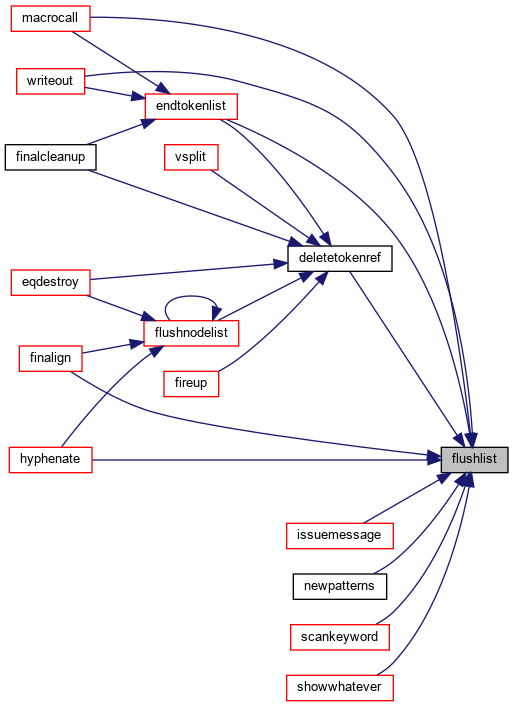 macrocall
writeout
endtokenlist
finalcleanup
vsplit
deletetokenref
eqdestroy
flushnodelist
finalign
fireup
hyphenate
flushlist
issuemessage
newpatterns
scankeyword
showwhatever